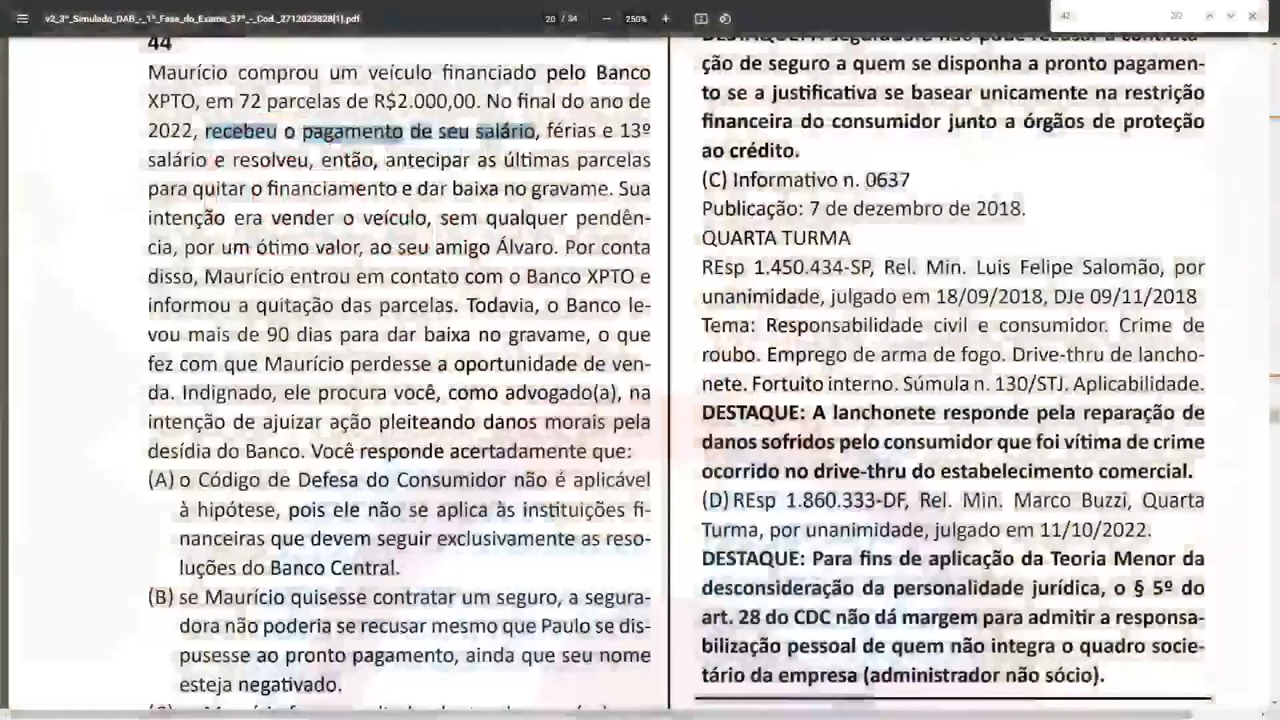 v2_3º_Simulado_OAB_-_1ª_Fase_do_Exame_37º_-_Cod._2712023828[1].pdf
20 / 34
250%
42
2/2
44
Maurício comprou um veículo financiado pelo Banco
XPTO, em 72 parcelas de R$2.000,00. No final do ano de
2022, recebeu o pagamento de seu salário, férias e 13º
salário e resolveu, então, antecipar as últimas parcelas
para quitar o financiamento e dar baixa no gravame. Sua
intenção era vender o veículo, sem qualquer pendên-
cia, por um ótimo valor, ao seu amigo Álvaro. Por conta
disso, Maurício entrou em contato com o Banco XPTO e
informou a quitação das parcelas. Todavia, o Banco le-
vou mais de 90 dias para dar baixa no gravame, o que
fez com que Maurício perdesse a oportunidade de ven-
da. Indignado, ele procura você, como advogado(a), na
intenção de ajuizar ação pleiteando danos morais pela
desídia do Banco. Você responde acertadamente que:
(A) o Código de Defesa do Consumidor não é aplicável
à hipótese, pois ele não se aplica às instituições fi-
nanceiras que devem seguir exclusivamente as reso-
luções do Banco Central.
(B) se Maurício quisesse contratar um seguro, a segura-
dora não poderia se recusar mesmo que Paulo se dis-
pusesse ao pronto pagamento, ainda que seu nome
esteja negativado.
ção de seguro a quem se disponha a pronto pagamen-
to se a justificativa se basear unicamente na restrição
financeira do consumidor junto a órgãos de proteção
ao crédito.
(C) Informativo n. 0637
Publicação: 7 de dezembro de 2018.
QUARTA TURMA
REsp 1.450.434-SP, Rel. Min. Luis Felipe Salomão, por
unanimidade, julgado em 18/09/2018, DJe 09/11/2018
Tema: Responsabilidade civil e consumidor. Crime de
roubo. Emprego de arma de fogo. Drive-thru de lancho-
nete. Fortuito interno. Súmula n. 130/STJ. Aplicabilidade.
DESTAQUE: A lanchonete responde pela reparação de
danos sofridos pelo consumidor que foi vítima de crime
ocorrido no drive-thru do estabelecimento comercial.
(D) REsp 1.860.333-DF, Rel. Min. Marco Buzzi, Quarta
Turma, por unanimidade, julgado em 11/10/2022.
DESTAQUE: Para fins de aplicação da Teoria Menor da
desconsideração da personalidade jurídica, o § 5º do
art. 28 do CDC não dá margem para admitir a responsa-
bilização pessoal de quem não integra o quadro socie-
tário da empresa (administrador não sócio).